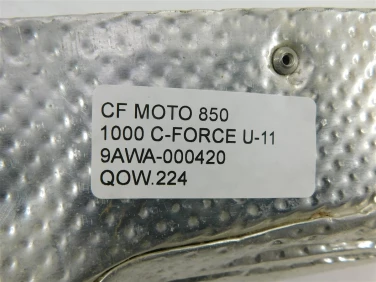 CF MOTO 850
1000 C-FORCE U-11
9AWA-000420
QOW.224